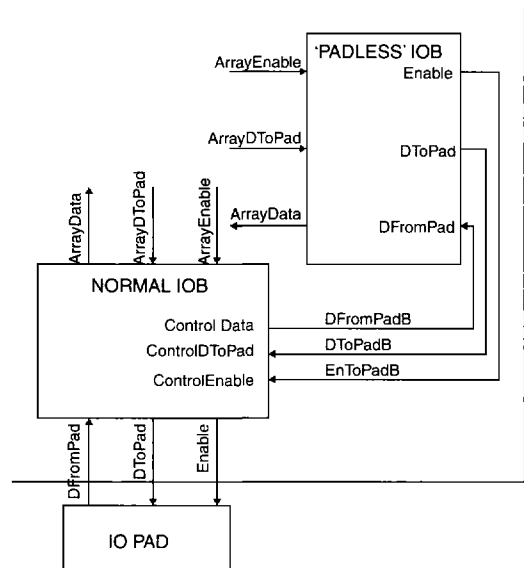 'PADLESS' IOB
ArrayEnable
Enable
ArrayDToPad
DToPad
ArrayData
DFromPad
ArrayData
ArrayDToPad
ArrayEnable
NORMAL IOB
Control Data
DFromPadB
ControlDToPad
DToPadB
ControlEnable
EnToPadB
DFromPad
DToPad
Enable
IO PAD